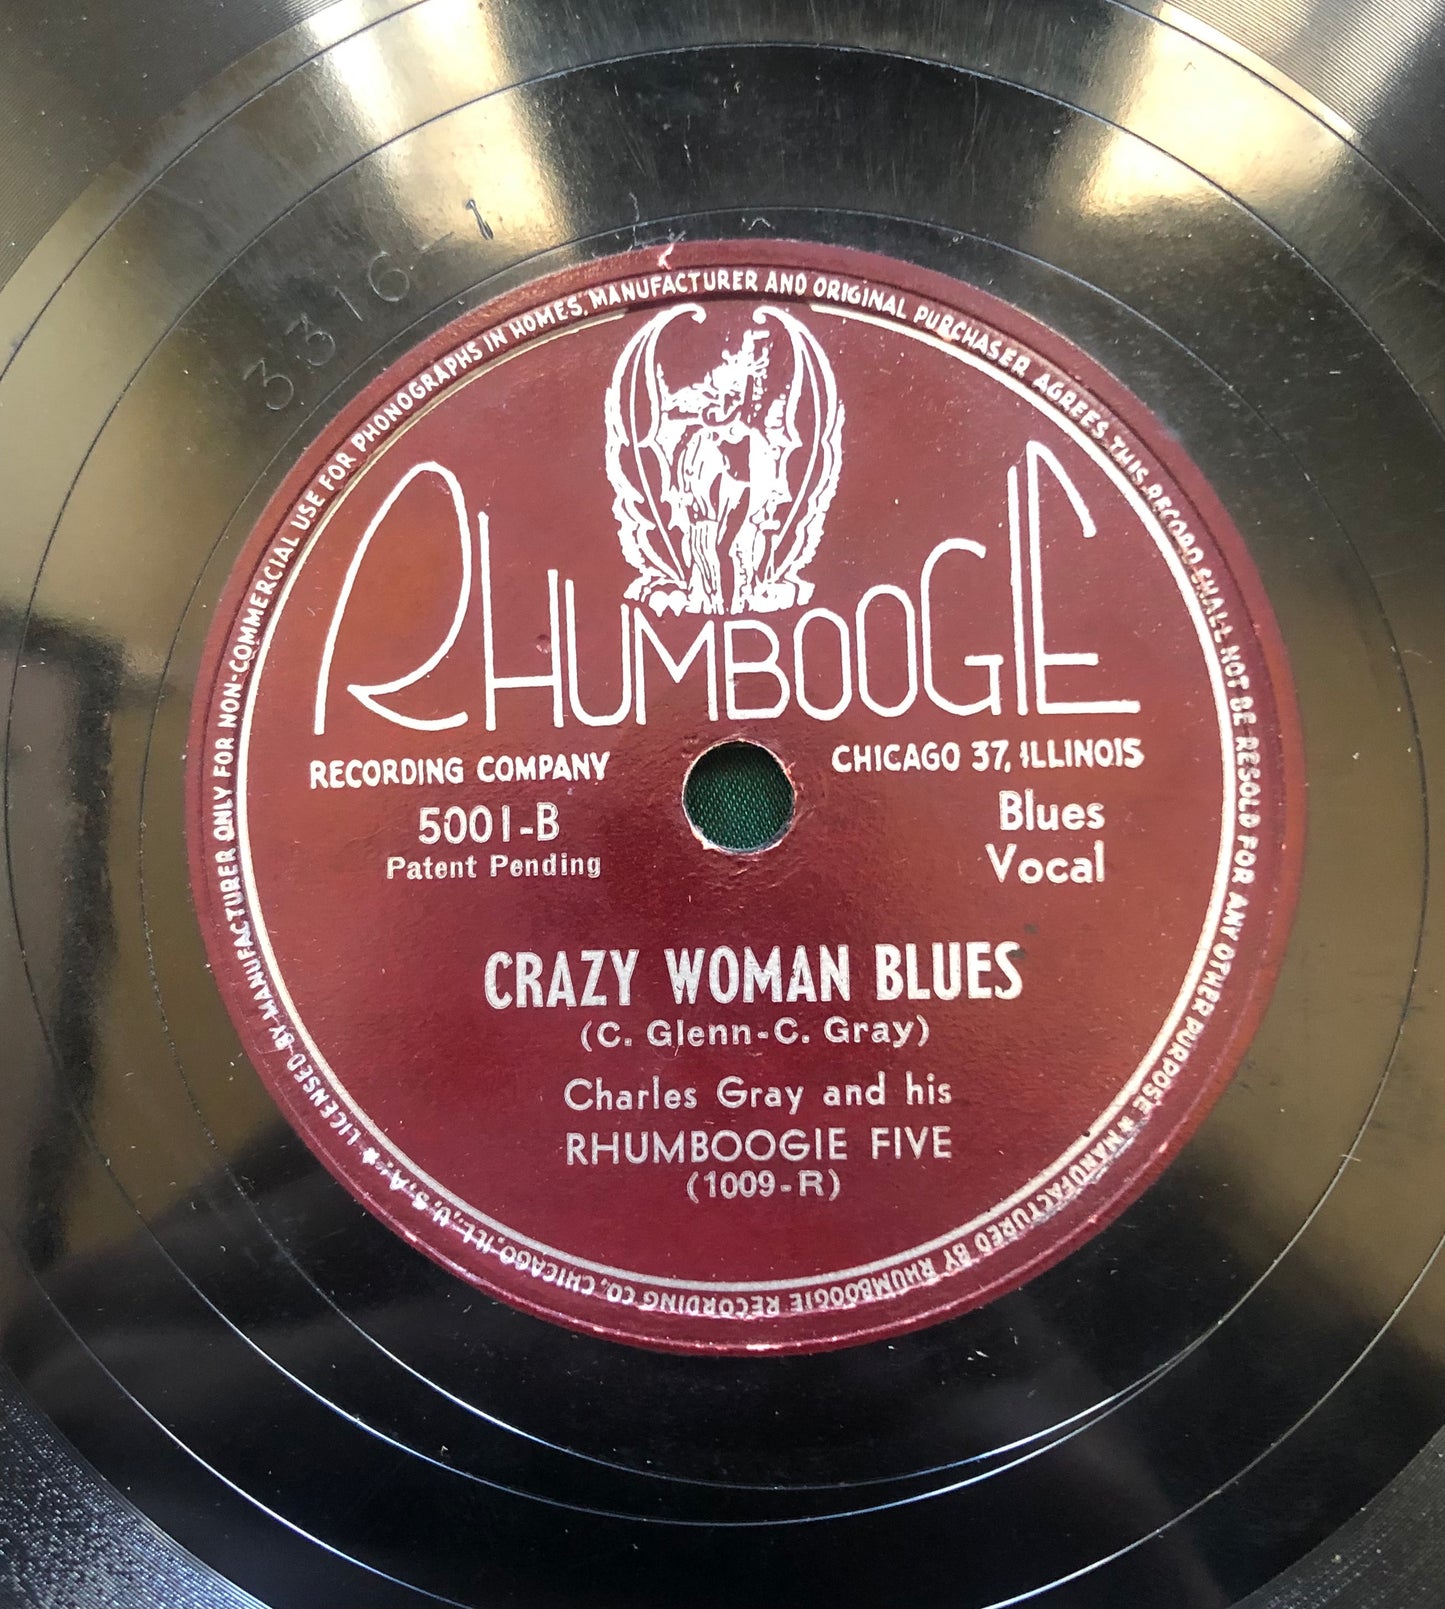 3316-1
LICENSED BY MANUFACTURER ONLY FOR NON-COMMERCIAL USE FOR PHONOGRAPHS IN HOMES, MANUFACTURER AND ORIGINAL PURCHASER AGREES THIS RECORD SHALL NOT BE RESOLD FOR ANY OTHER PURPOSE ★ MANUFACTURED BY RHUMBOOGIE RECORDING CO., CHICAGO, ILL., U.S.A. ★
RHUMBOOGIE
RECORDING COMPANY CHICAGO 37, ILLINOIS
5001-B Blues
Patent Pending Vocal
CRAZY WOMAN BLUES
(C. Glenn-C. Gray)
Charles Gray and his
RHUMBOOGIE FIVE
(1009-R)